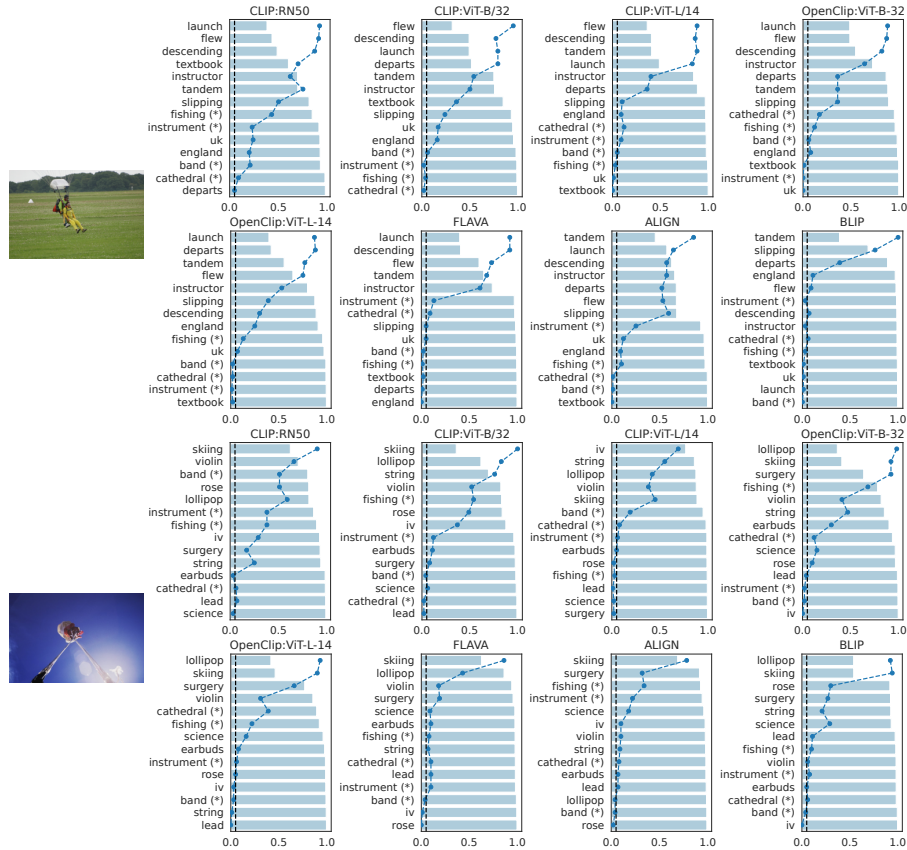 CLIP:RN50
launch
flew
descending
textbook
instructor
tandem
slipping
fishing (*)
instrument (*)
uk
england
band (*)
cathedral (*)
departs
0.0 0.5 1.0
CLIP:ViT-B/32
flew
descending
launch
departs
tandem
instructor
textbook
slipping
uk
england
band (*)
instrument (*)
fishing (*)
cathedral (*)
0.0 0.5 1.0
CLIP:ViT-L/14
flew
descending
tandem
launch
instructor
departs
slipping
england
cathedral (*)
instrument (*)
band (*)
fishing (*)
uk
textbook
0.0 0.5 1.0
OpenClip:ViT-B-32
launch
flew
descending
instructor
departs
tandem
slipping
cathedral (*)
fishing (*)
band (*)
england
textbook
instrument (*)
uk
0.0 0.5 1.0
OpenClip:ViT-L-14
launch
departs
tandem
flew
instructor
slipping
descending
england
fishing (*)
uk
band (*)
cathedral (*)
instrument (*)
textbook
0.0 0.5 1.0
FLAVA
launch
descending
flew
tandem
instructor
instrument (*)
cathedral (*)
slipping
uk
band (*)
fishing (*)
textbook
departs
england
0.0 0.5 1.0
ALIGN
tandem
launch
descending
instructor
departs
flew
slipping
instrument (*)
uk
england
fishing (*)
cathedral (*)
band (*)
textbook
0.0 0.5 1.0
BLIP
tandem
slipping
departs
england
flew
instrument (*)
descending
instructor
cathedral (*)
fishing (*)
textbook
uk
launch
band (*)
0.0 0.5 1.0
CLIP:RN50
skiing
violin
band (*)
rose
lollipop
instrument (*)
fishing (*)
iv
surgery
string
earbuds
cathedral (*)
lead
science
0.0 0.5 1.0
CLIP:ViT-B/32
skiing
lollipop
string
violin
fishing (*)
rose
iv
instrument (*)
earbuds
surgery
band (*)
science
cathedral (*)
lead
0.0 0.5 1.0
CLIP:ViT-L/14
iv
string
lollipop
violin
skiing
band (*)
cathedral (*)
instrument (*)
earbuds
rose
fishing (*)
lead
science
surgery
0.0 0.5 1.0
OpenClip:ViT-B-32
lollipop
skiing
surgery
fishing (*)
violin
string
earbuds
cathedral (*)
science
rose
lead
instrument (*)
band (*)
iv
0.0 0.5 1.0
OpenClip:ViT-L-14
lollipop
skiing
surgery
violin
cathedral (*)
fishing (*)
science
earbuds
instrument (*)
rose
iv
band (*)
string
lead
0.0 0.5 1.0
FLAVA
skiing
lollipop
violin
surgery
science
earbuds
fishing (*)
string
cathedral (*)
lead
instrument (*)
band (*)
iv
rose
0.0 0.5 1.0
ALIGN
skiing
surgery
fishing (*)
instrument (*)
science
iv
violin
string
cathedral (*)
earbuds
lead
lollipop
band (*)
rose
0.0 0.5 1.0
BLIP
lollipop
skiing
rose
surgery
string
science
lead
fishing (*)
violin
instrument (*)
earbuds
cathedral (*)
band (*)
iv
0.0 0.5 1.0